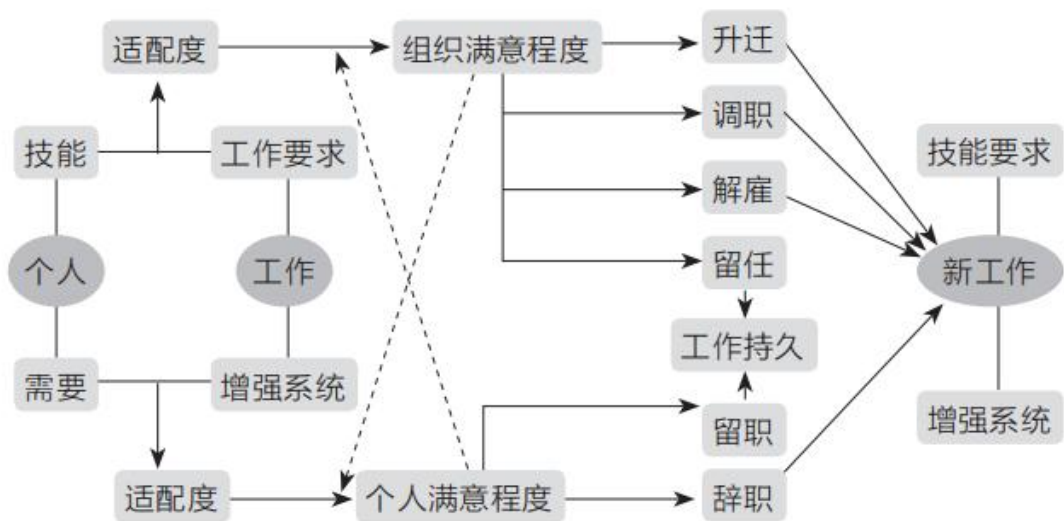 适配度
组织满意程度
升迁
调职
技能
工作要求
技能要求
解雇
个人
工作
留任
新工作
工作持久
需要
增强系统
留职
增强系统
适配度
个人满意程度
辞职